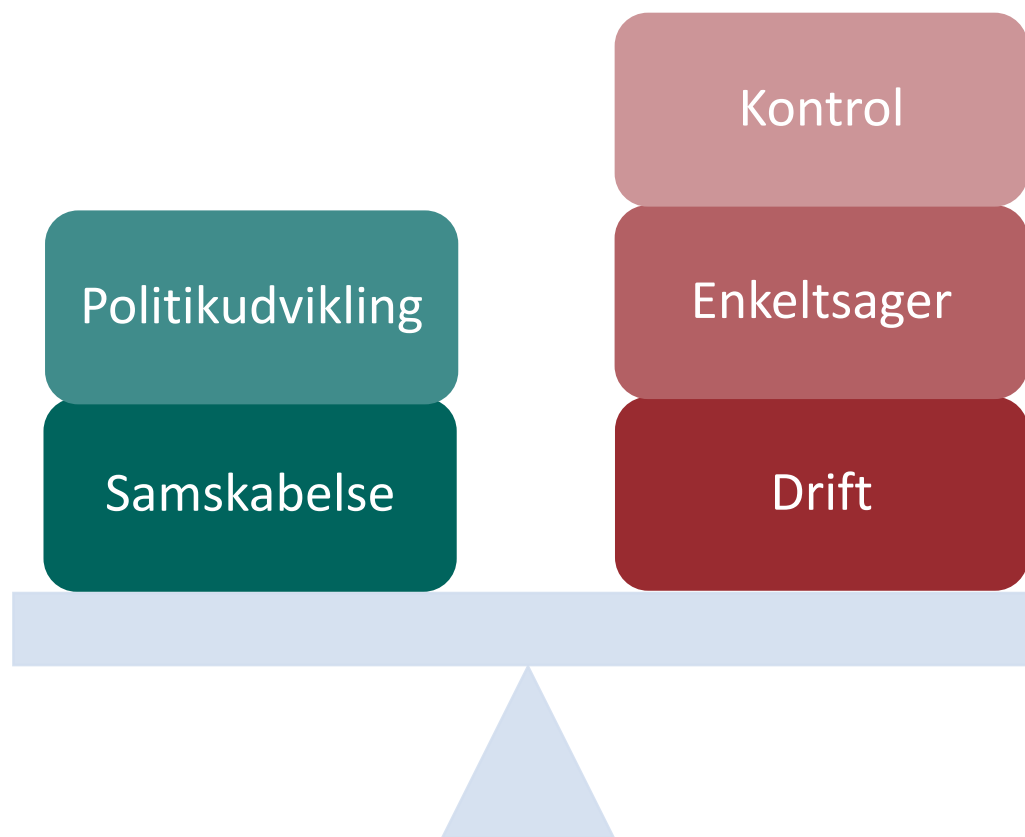 Kontrol
Politikudvikling
Enkeltsager
Samskabelse
Drift